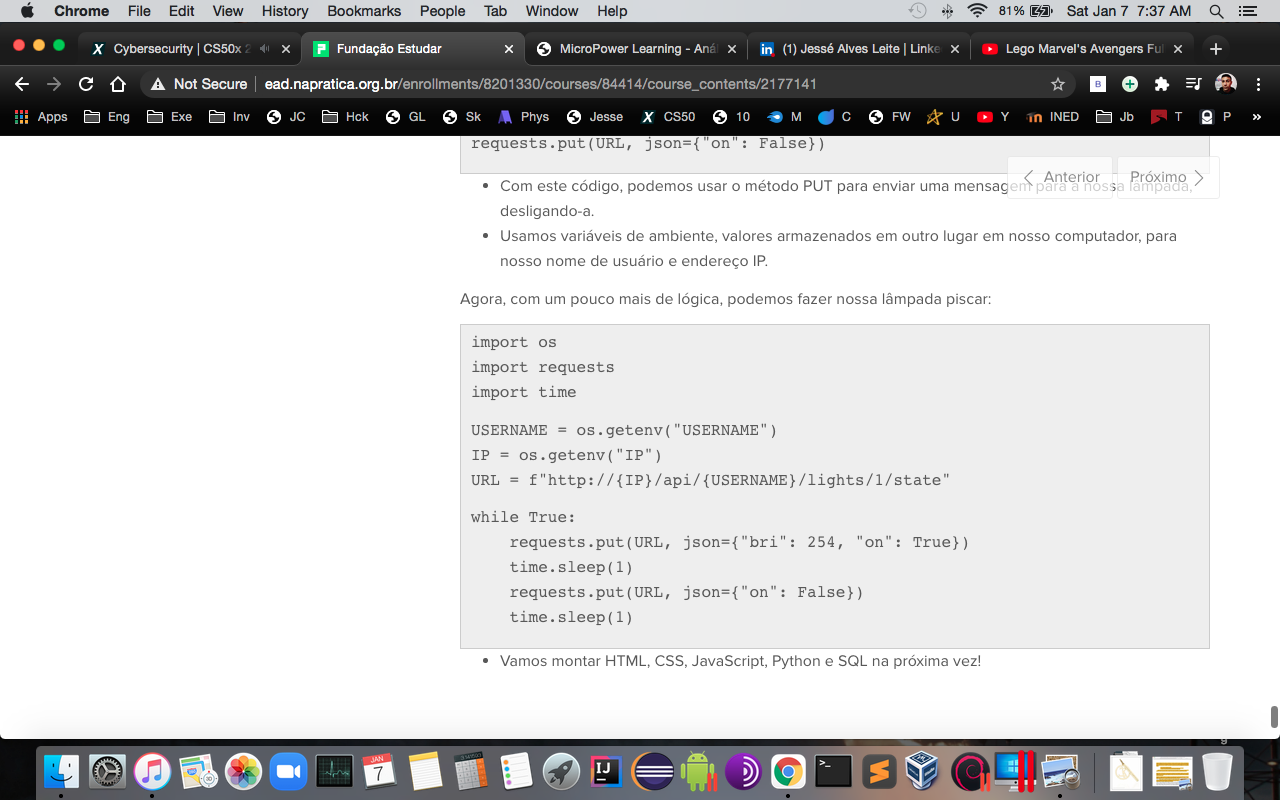 Chrome File Edit View History Bookmarks People Tab Window Help 81% Sat Jan 7 7:37 AM
Cybersecurity | CS50x 2
Fundação Estudar
MicroPower Learning - Aná
(1) Jessé Alves Leite | Linke
Lego Marvel's Avengers Ful
Not Secure ead.napratica.org.br/enrollments/8201330/courses/84414/course_contents/2177141
Apps Eng Exe Inv JC Hck GL Sk Phys Jesse CS50 10 M C FW U Y INED Jb T P »
requests.put(URL, json={"on": False})
Anterior Próximo
• Com este código, podemos usar o método PUT para enviar uma mensagem para a nossa lâmpada,
desligando-a.
• Usamos variáveis de ambiente, valores armazenados em outro lugar em nosso computador, para
nosso nome de usuário e endereço IP.
Agora, com um pouco mais de lógica, podemos fazer nossa lâmpada piscar:
import os
import requests
import time
USERNAME = os.getenv("USERNAME")
IP = os.getenv("IP")
URL = f"http://{IP}/api/{USERNAME}/lights/1/state"
while True:
    requests.put(URL, json={"bri": 254, "on": True})
    time.sleep(1)
    requests.put(URL, json={"on": False})
    time.sleep(1)
• Vamos montar HTML, CSS, JavaScript, Python e SQL na próxima vez!
JAN
7